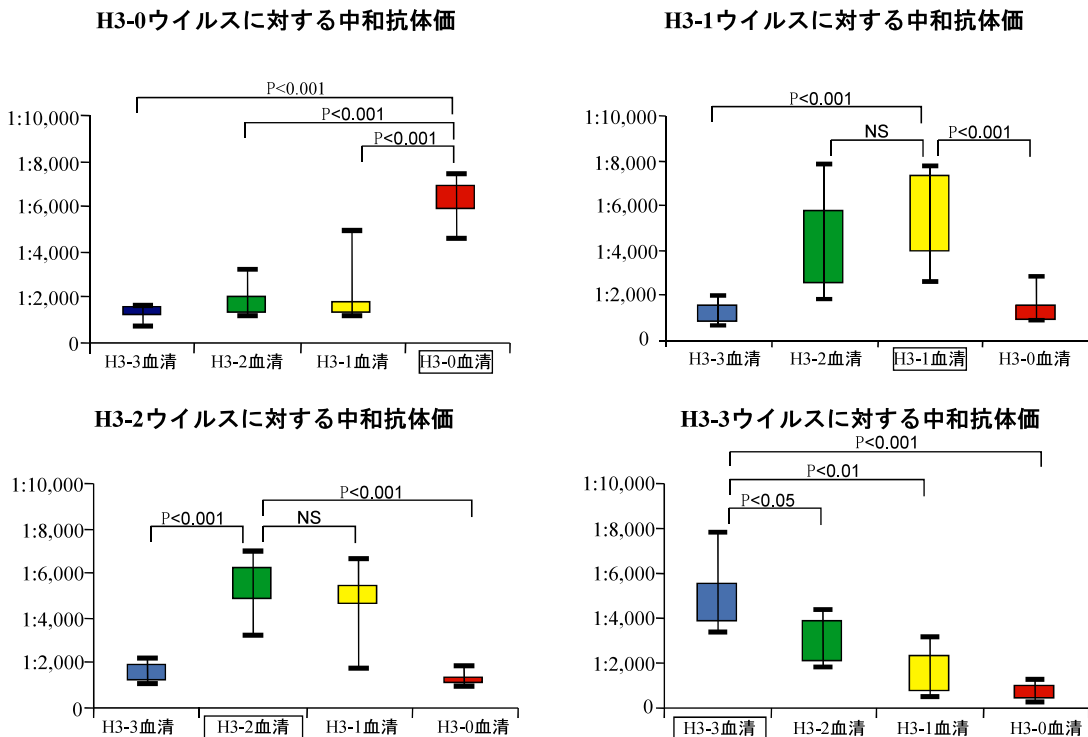 H3-0ウイルスに対する中和抗体価
P<0.001
P<0.001
P<0.001
1:10,000
1:8,000
1:6,000
1:4,000
1:2,000
0
H3-3血清 H3-2血清 H3-1血清 H3-0血清
H3-1ウイルスに対する中和抗体価
P<0.001
NS P<0.001
1:10,000
1:8,000
1:6,000
1:4,000
1:2,000
0
H3-3血清 H3-2血清 H3-1血清 H3-0血清
H3-2ウイルスに対する中和抗体価
P<0.001
P<0.001 NS
1:10,000
1:8,000
1:6,000
1:4,000
1:2,000
0
H3-3血清 H3-2血清 H3-1血清 H3-0血清
H3-3ウイルスに対する中和抗体価
P<0.001
P<0.01
P<0.05
1:10,000
1:8,000
1:6,000
1:4,000
1:2,000
0
H3-3血清 H3-2血清 H3-1血清 H3-0血清